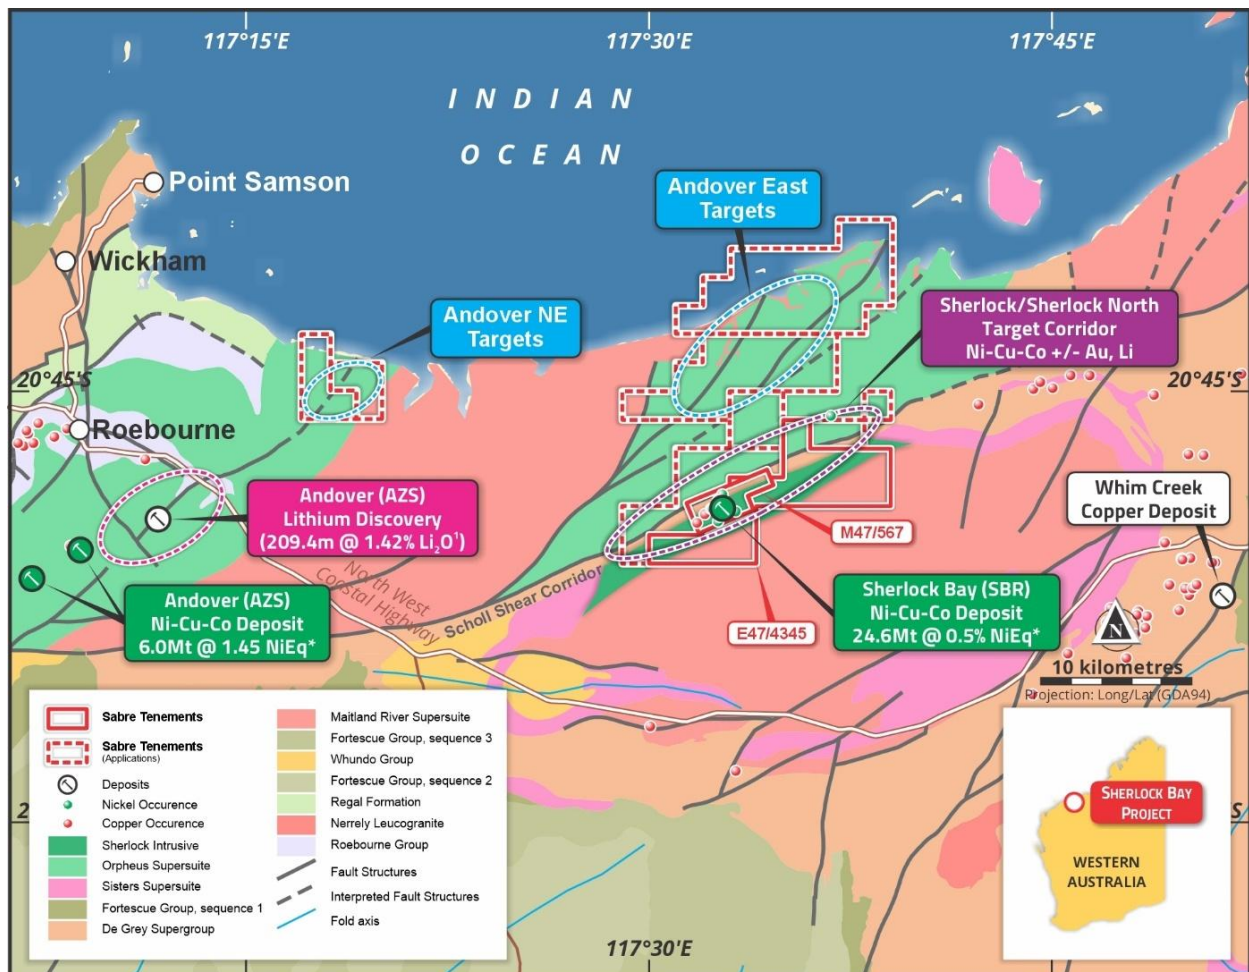 117°15'E
117°30'E
117°45'E
INDIAN
OCEAN
Point Samson
Wickham
Roebourne
Andover East
Targets
Andover NE
Targets
Sherlock/Sherlock North
Target Corridor
Ni-Cu-Co +/- Au, Li
20°45'S
20°45'S
Andover (AZS)
Lithium Discovery
(209.4m @ 1.42% Li₂O¹)
Whim Creek
Copper Deposit
M47/567
Andover (AZS)
Ni-Cu-Co Deposit
6.0Mt @ 1.45 NiEq*
North West
Coastal Highway
Scholl Shear Corridor
Sherlock Bay (SBR)
Ni-Cu-Co Deposit
24.6Mt @ 0.5% NiEq*
E47/4345
N
10 kilometres
Projection: Long/Lat (GDA94)
Sabre Tenements
Sabre Tenements
(Applications)
Deposits
Nickel Occurence
Copper Occurence
Sherlock Intrusive
Orpheus Supersuite
Sisters Supersuite
Fortescue Group, sequence 1
De Grey Supergroup
Maitland River Supersuite
Fortescue Group, sequence 3
Whundo Group
Fortescue Group, sequence 2
Regal Formation
Nerrely Leucogranite
Roebourne Group
Fault Structures
Interpreted Fault Structures
Fold axis
117°30'E
SHERLOCK BAY
PROJECT
WESTERN
AUSTRALIA